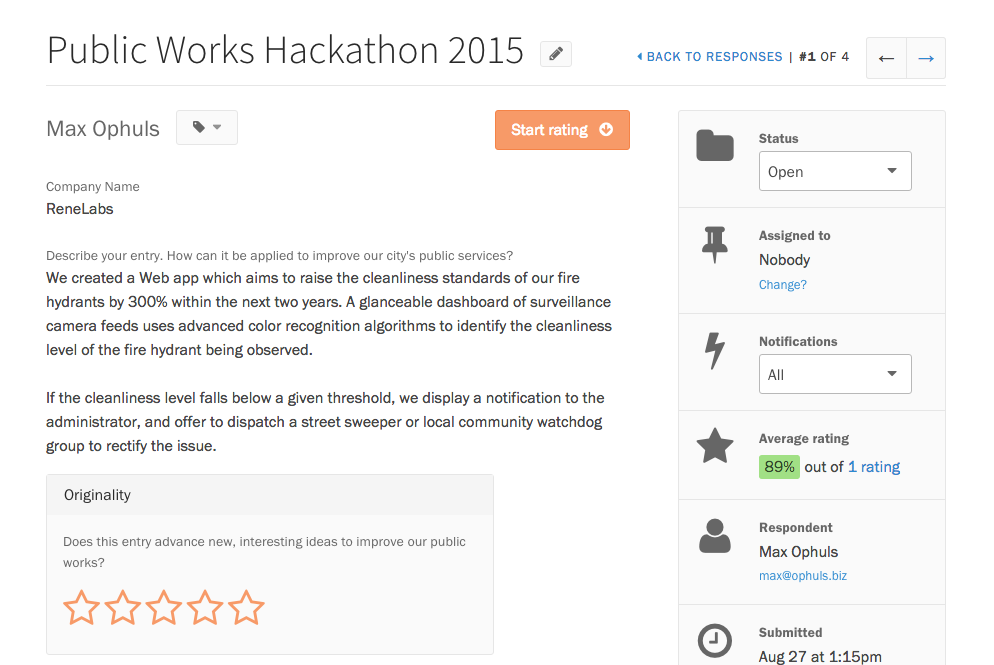 Public Works Hackathon 2015
BACK TO RESPONSES | #1 OF 4
Max Ophuls
Start rating
Company Name
ReneLabs
Describe your entry. How can it be applied to improve our city's public services?
We created a Web app which aims to raise the cleanliness standards of our fire
hydrants by 300% within the next two years. A glanceable dashboard of surveillance
camera feeds uses advanced color recognition algorithms to identify the cleanliness
level of the fire hydrant being observed.
If the cleanliness level falls below a given threshold, we display a notification to the
administrator, and offer to dispatch a street sweeper or local community watchdog
group to rectify the issue.
Originality
Does this entry advance new, interesting ideas to improve our public
works?
Status
Open
Assigned to
Nobody
Change?
Notifications
All
Average rating
89% out of 1 rating
Respondent
Max Ophuls
max@ophuls.biz
Submitted
Aug 27 at 1:15pm